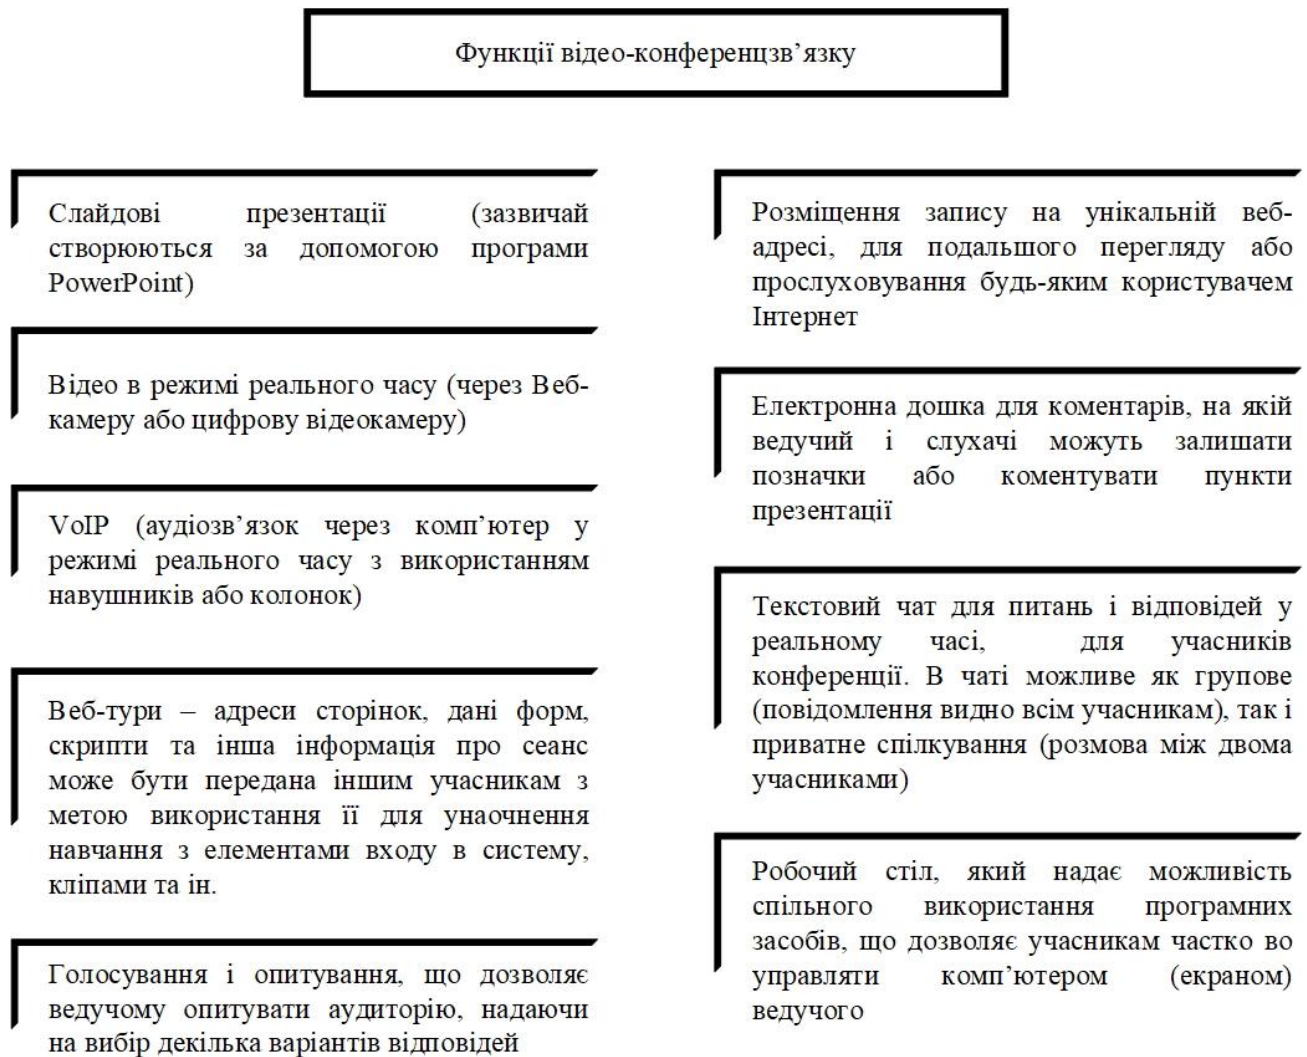 Функції відео-конференцзв’язку
Слайдові презентації (зазвичай
створюються за допомогою програми
PowerPoint)
Відео в режимі реального часу (через Веб-
камеру або цифрову відеокамеру)
VoIP (аудіозв’язок через комп’ютер у
режимі реального часу з використанням
навушників або колонок)
Веб-тури – адреси сторінок, дані форм,
скрипти та інша інформація про сеанс
може бути передана іншим учасникам з
метою використання її для унаочнення
навчання з елементами входу в систему,
кліпами та ін.
Голосування і опитування, що дозволяє
ведучому опитувати аудиторію, надаючи
на вибір декілька варіантів відповідей
Розміщення запису на унікальній веб-
адресі, для подальшого перегляду або
прослуховування будь-яким користувачем
Інтернет
Електронна дошка для коментарів, на якій
ведучий і слухачі можуть залишати
позначки або коментувати пункти
презентації
Текстовий чат для питань і відповідей у
реальному часі, для учасників
конференції. В чаті можливе як групове
(повідомлення видно всім учасникам), так і
приватне спілкування (розмова між двома
учасниками)
Робочий стіл, який надає можливість
спільного використання програмних
засобів, що дозволяє учасникам частко во
управляти комп’ютером (екраном)
ведучого